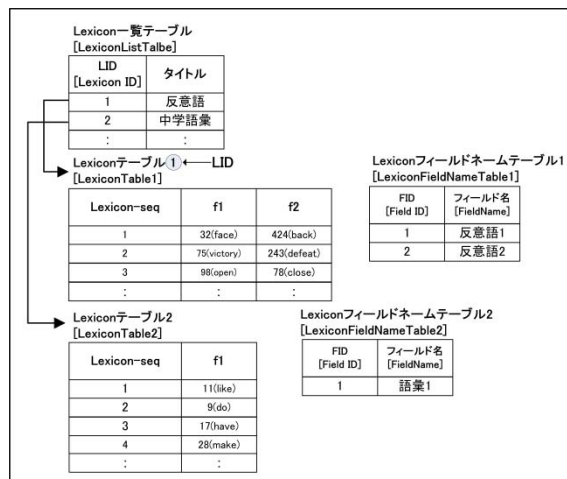 Lexicon一覧テーブル
[LexiconListTalbe]
LID
[Lexicon ID]
タイトル
1 反意語
2 中学語彙
: :
Lexiconテーブル1 ← LID
[LexiconTable1]
Lexicon-seq f1 f2
1 32(face) 424(back)
2 75(victory) 243(defeat)
3 98(open) 78(close)
: : :
Lexiconフィールドネームテーブル1
[LexiconFieldNameTable1]
FID フィールド名
[Field ID] [FieldName]
1 反意語1
2 反意語2
Lexiconテーブル2
[LexiconTable2]
Lexicon-seq f1
1 11(like)
2 9(do)
3 17(have)
4 28(make)
: :
Lexiconフィールドネームテーブル2
[LexiconFieldNameTable2]
FID フィールド名
[Field ID] [FieldName]
1 語彙1